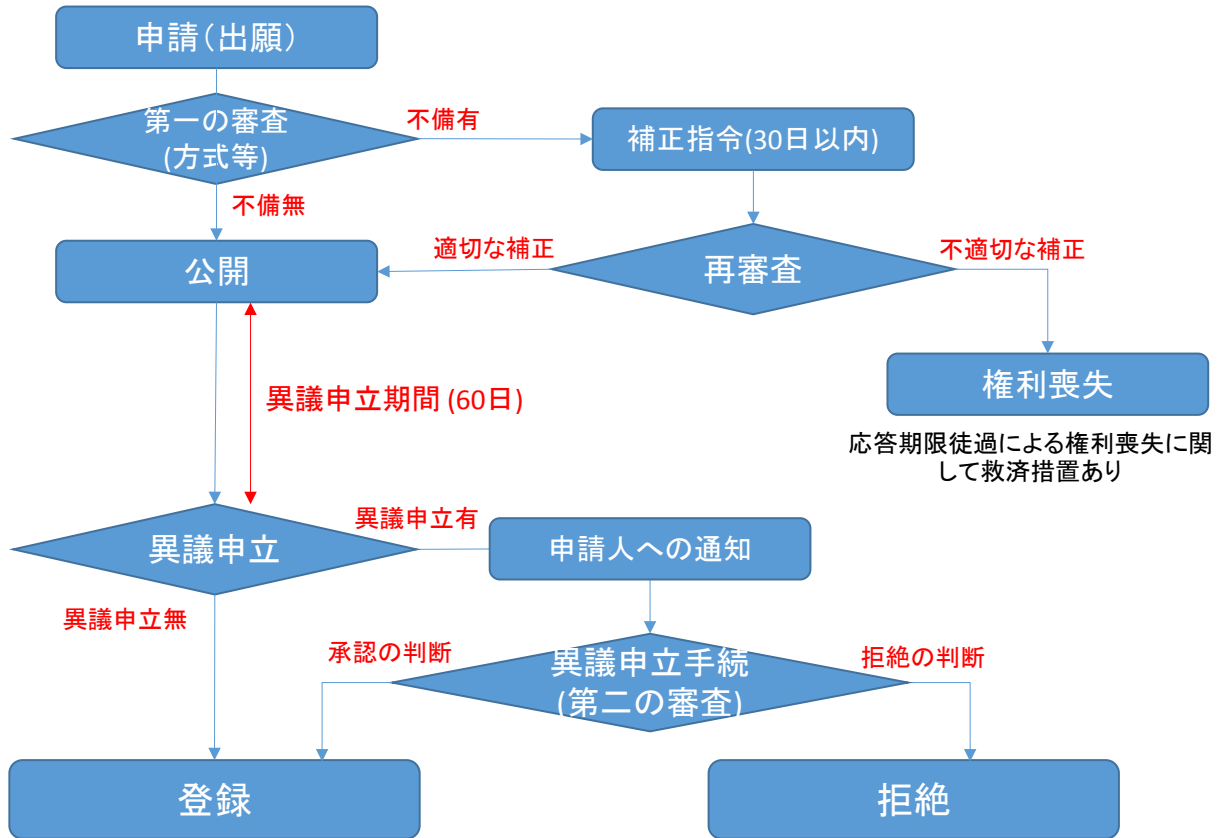 申請（出願）
第一の審査
(方式等)
不備有
補正指令(30日以内)
不備無
公開
適切な補正
再審査
不適切な補正
権利喪失
応答期限徒過による権利喪失に関
して救済措置あり
異議申立期間 (60日)
異議申立
異議申立有
申請人への通知
異議申立無
承認の判断
異議申立手続
(第二の審査)
拒絶の判断
登録
拒絶